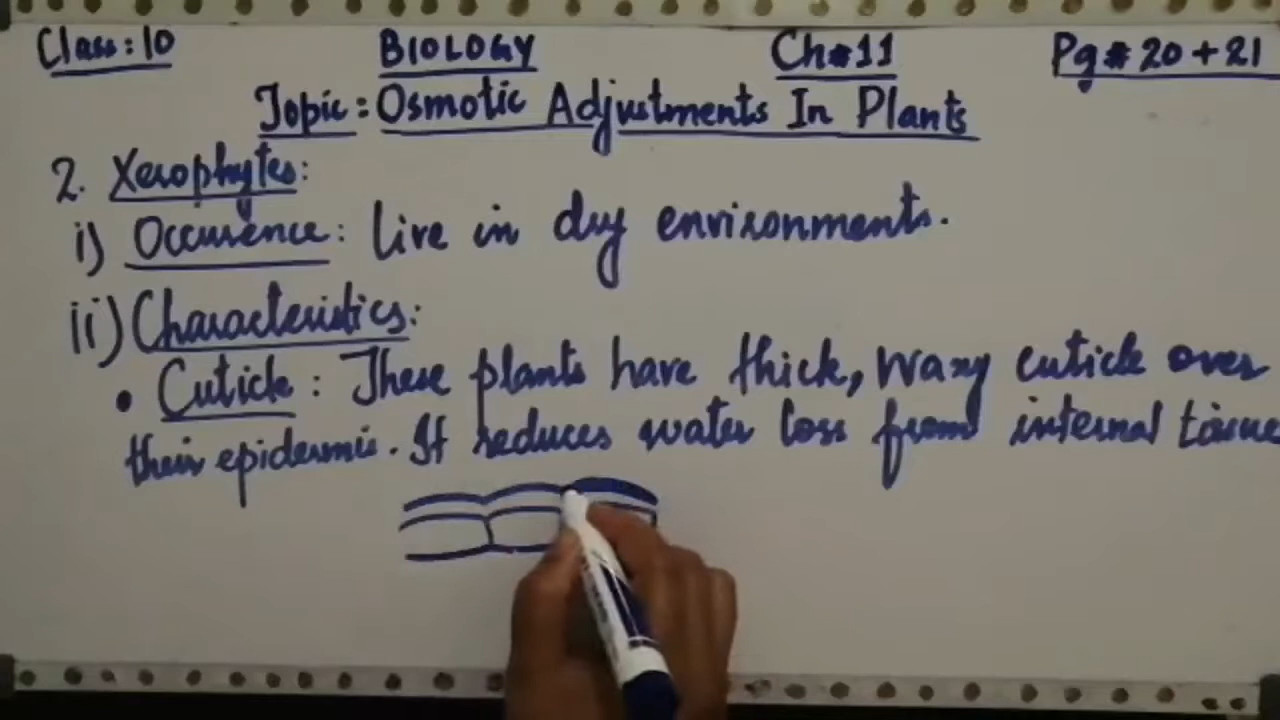 Class: 10 BIOLOGY Ch#11 Pg# 20+21
Topic: Osmotic Adjustments In Plants
2. Xerophytes:
i) Occurence: Live in dry environments.
ii) Characteristics:
• Cuticle: These plants have thick, waxy cuticle over
their epidermis. It reduces water loss from internal tissue